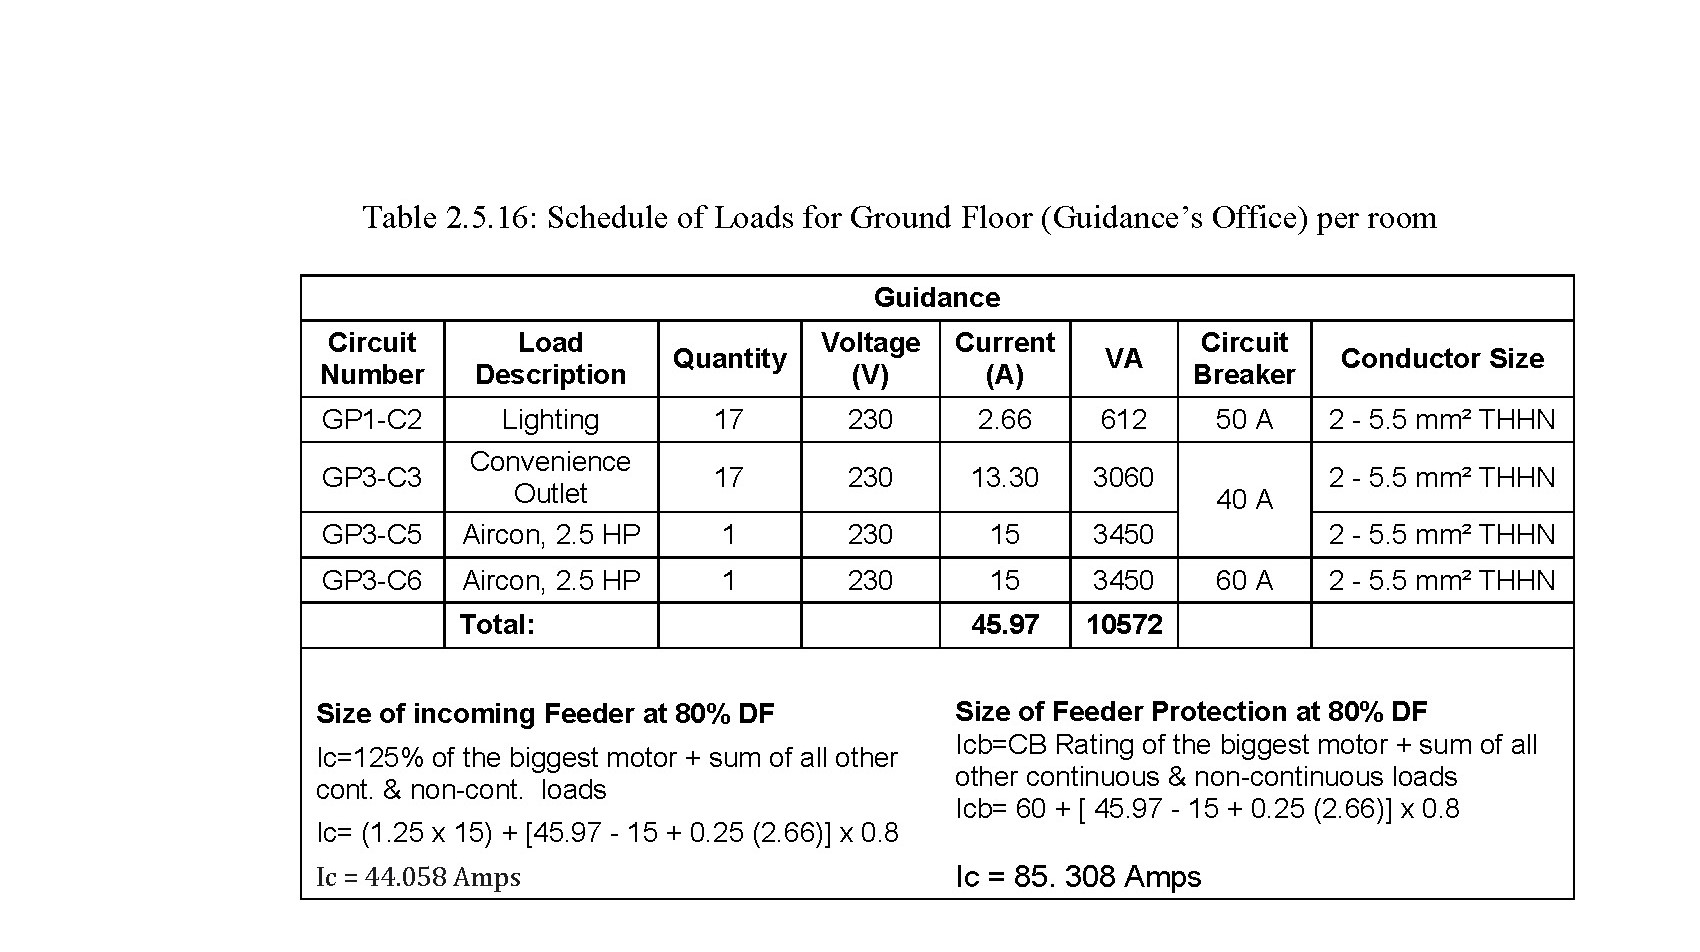 Table 2.5.16: Schedule of Loads for Ground Floor (Guidance’s Office) per room
Guidance
Circuit Number | Load Description | Quantity | Voltage (V) | Current (A) | VA | Circuit Breaker | Conductor Size
GP1-C2 | Lighting | 17 | 230 | 2.66 | 612 | 50 A | 2 - 5.5 mm² THHN
GP3-C3 | Convenience Outlet | 17 | 230 | 13.30 | 3060 | 40 A | 2 - 5.5 mm² THHN
GP3-C5 | Aircon, 2.5 HP | 1 | 230 | 15 | 3450 | 2 - 5.5 mm² THHN
GP3-C6 | Aircon, 2.5 HP | 1 | 230 | 15 | 3450 | 60 A | 2 - 5.5 mm² THHN
Total: | 45.97 | 10572
Size of incoming Feeder at 80% DF
Ic=125% of the biggest motor + sum of all other
cont. & non-cont. loads
Ic= (1.25 x 15) + [45.97 - 15 + 0.25 (2.66)] x 0.8
Ic = 44.058 Amps
Size of Feeder Protection at 80% DF
Icb=CB Rating of the biggest motor + sum of all
other continuous & non-continuous loads
Icb= 60 + [ 45.97 - 15 + 0.25 (2.66)] x 0.8
Ic = 85. 308 Amps